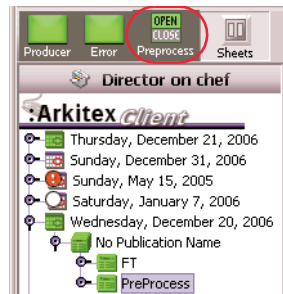 OPEN
CLOSE
Producer Error Preprocess Sheets
Director on chef
:Arkitex Client
Thursday, December 21, 2006
Sunday, December 31, 2006
Sunday, May 15, 2005
Saturday, January 7, 2006
Wednesday, December 20, 2006
No Publication Name
FT
PreProcess